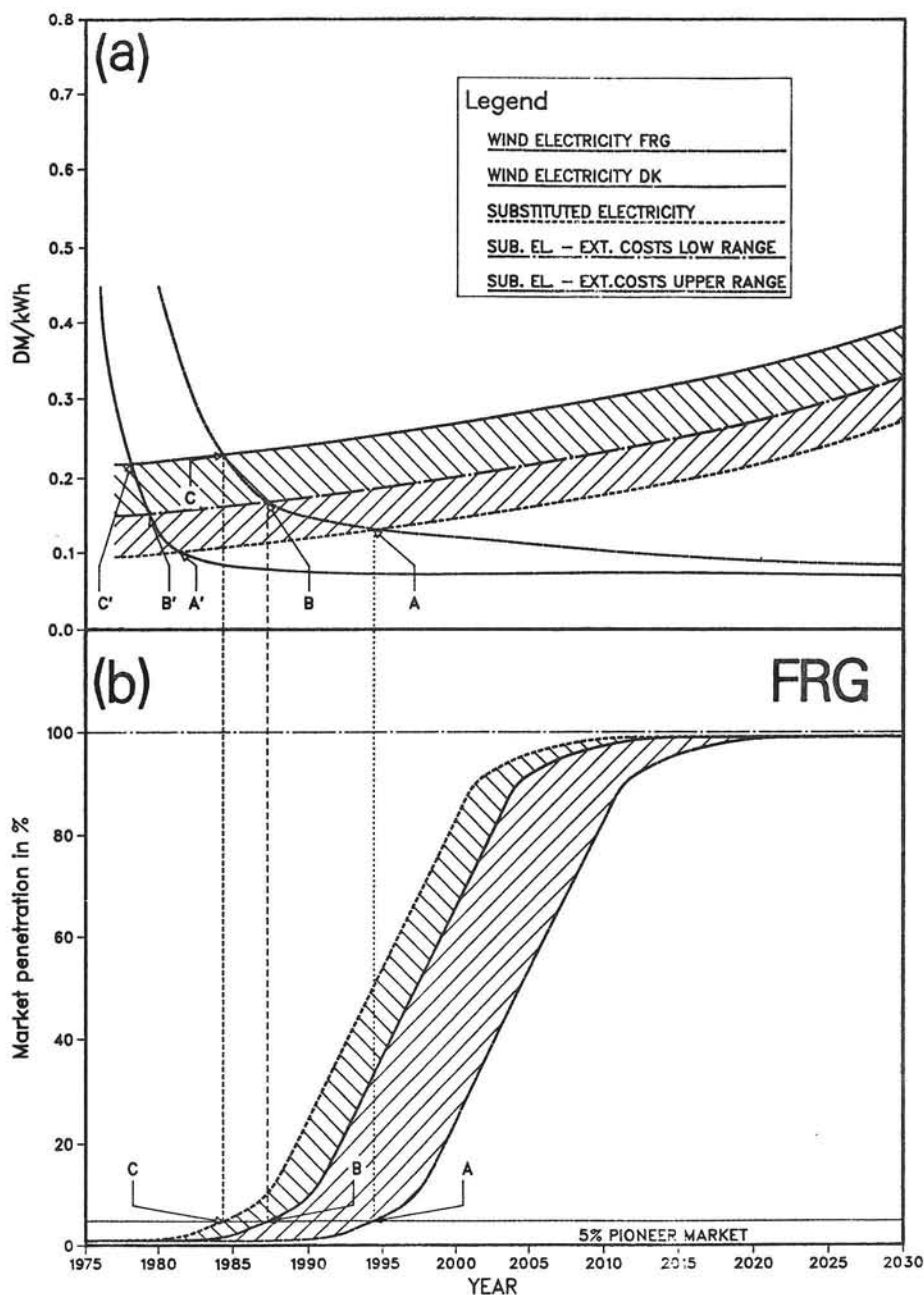 (a)
0.8
0.7
0.6
0.5
0.4
0.3
0.2
0.1
0.0
DM/kWh
Legend
WIND ELECTRICITY FRG
WIND ELECTRICITY DK
SUBSTITUTED ELECTRICITY
SUB. EL. - EXT. COSTS LOW RANGE
SUB. EL. - EXT.COSTS UPPER RANGE
C
C' B' A' B A
(b)
FRG
100
80
60
40
20
0
Market penetration in %
C B A
5% PIONEER MARKET
1975 1980 1985 1990 1995 2000 2005 2010 2015 2020 2025 2030
YEAR